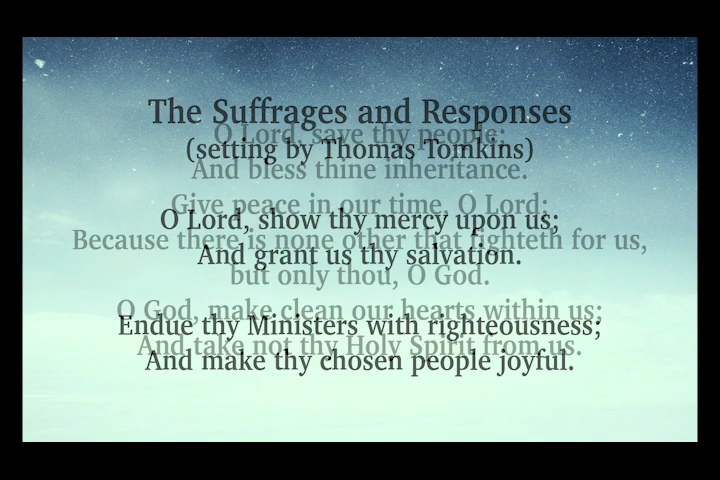 The Suffrages and Responses
O Lord, save thy people;
(setting by Thomas Tomkins)
And bless thine inheritance.
Give peace in our time, O Lord;
O Lord, show thy mercy upon us;
Because there is none other that fighteth for us,
And grant us thy salvation.
but only thou, O God.
O God, make clean our hearts within us;
Endue thy Ministers with righteousness;
And take not thy Holy Spirit from us.
And make thy chosen people joyful.